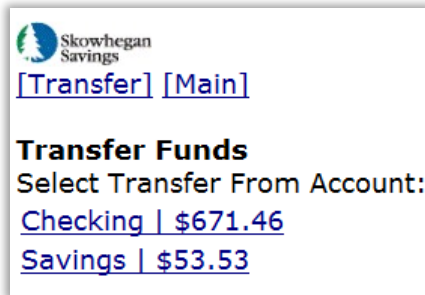 Skowhegan
Savings
[Transfer] [Main]
Transfer Funds
Select Transfer From Account:
Checking | $671.46
Savings | $53.53